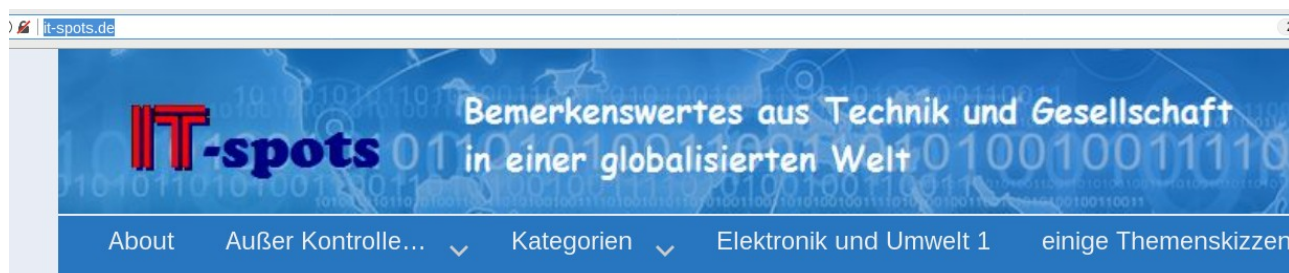 it-spots.de
IT-spots
Bemerkenswertes aus Technik und Gesellschaft
in einer globalisierten Welt
About Außer Kontrolle... Kategorien Elektronik und Umwelt 1 einige Themenskizzen